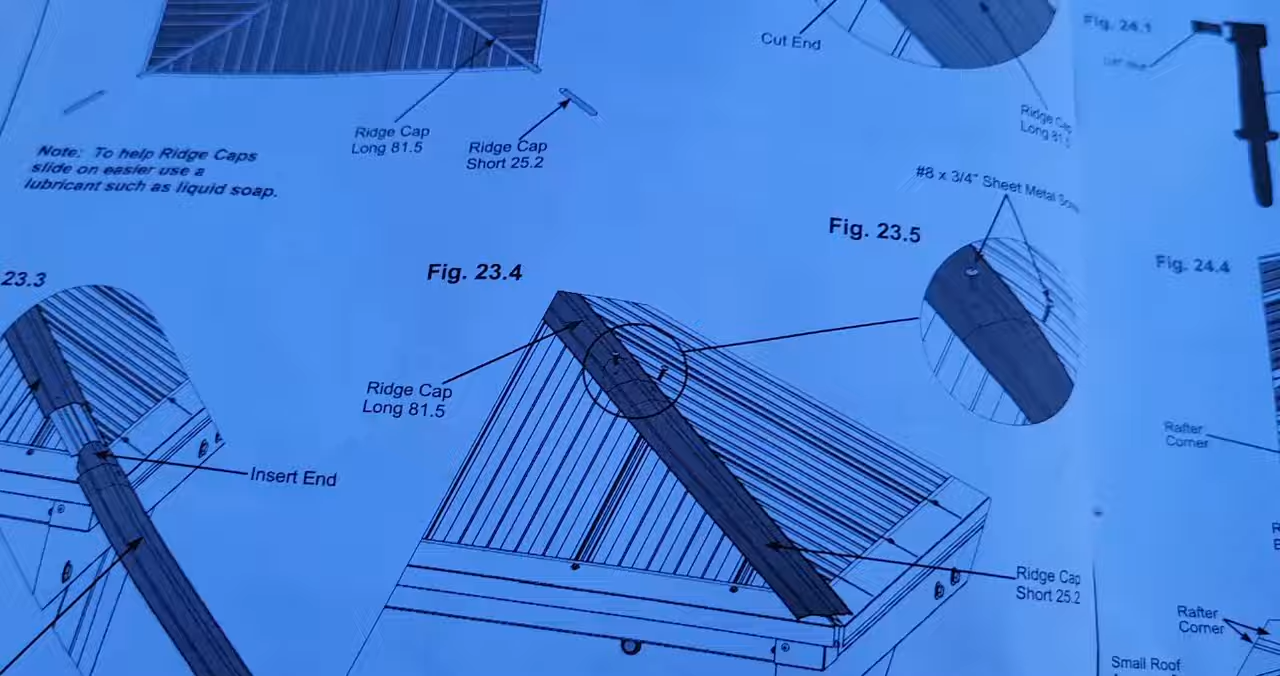 Cut End
Fig. 24.1
Ridge Cap
Long 81.5
Ridge Cap
Short 25.2
Ridge Cap
Long 81.5
Note: To help Ridge Caps
slide on easier use a
lubricant such as liquid soap.
#8 x 3/4" Sheet Metal
Fig. 23.5
23.3
Fig. 23.4
Fig. 24.4
Ridge Cap
Long 81.5
Insert End
Rafter
Corner
Ridge Cap
Short 25.2
Rafter
Corner
Small Roof